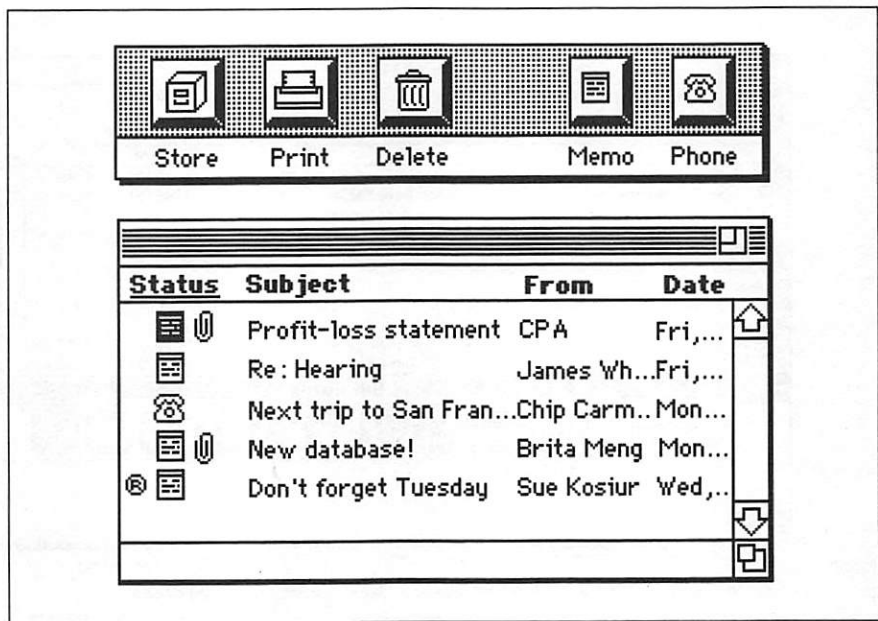 Store Print Delete Memo Phone
Status Subject From Date
Profit-loss statement CPA Fri,...
Re: Hearing James Wh...Fri,...
Next trip to San Fran...Chip Carm..Mon...
New database! Brita Meng Mon...
® Don't forget Tuesday Sue Kosiur Wed,..